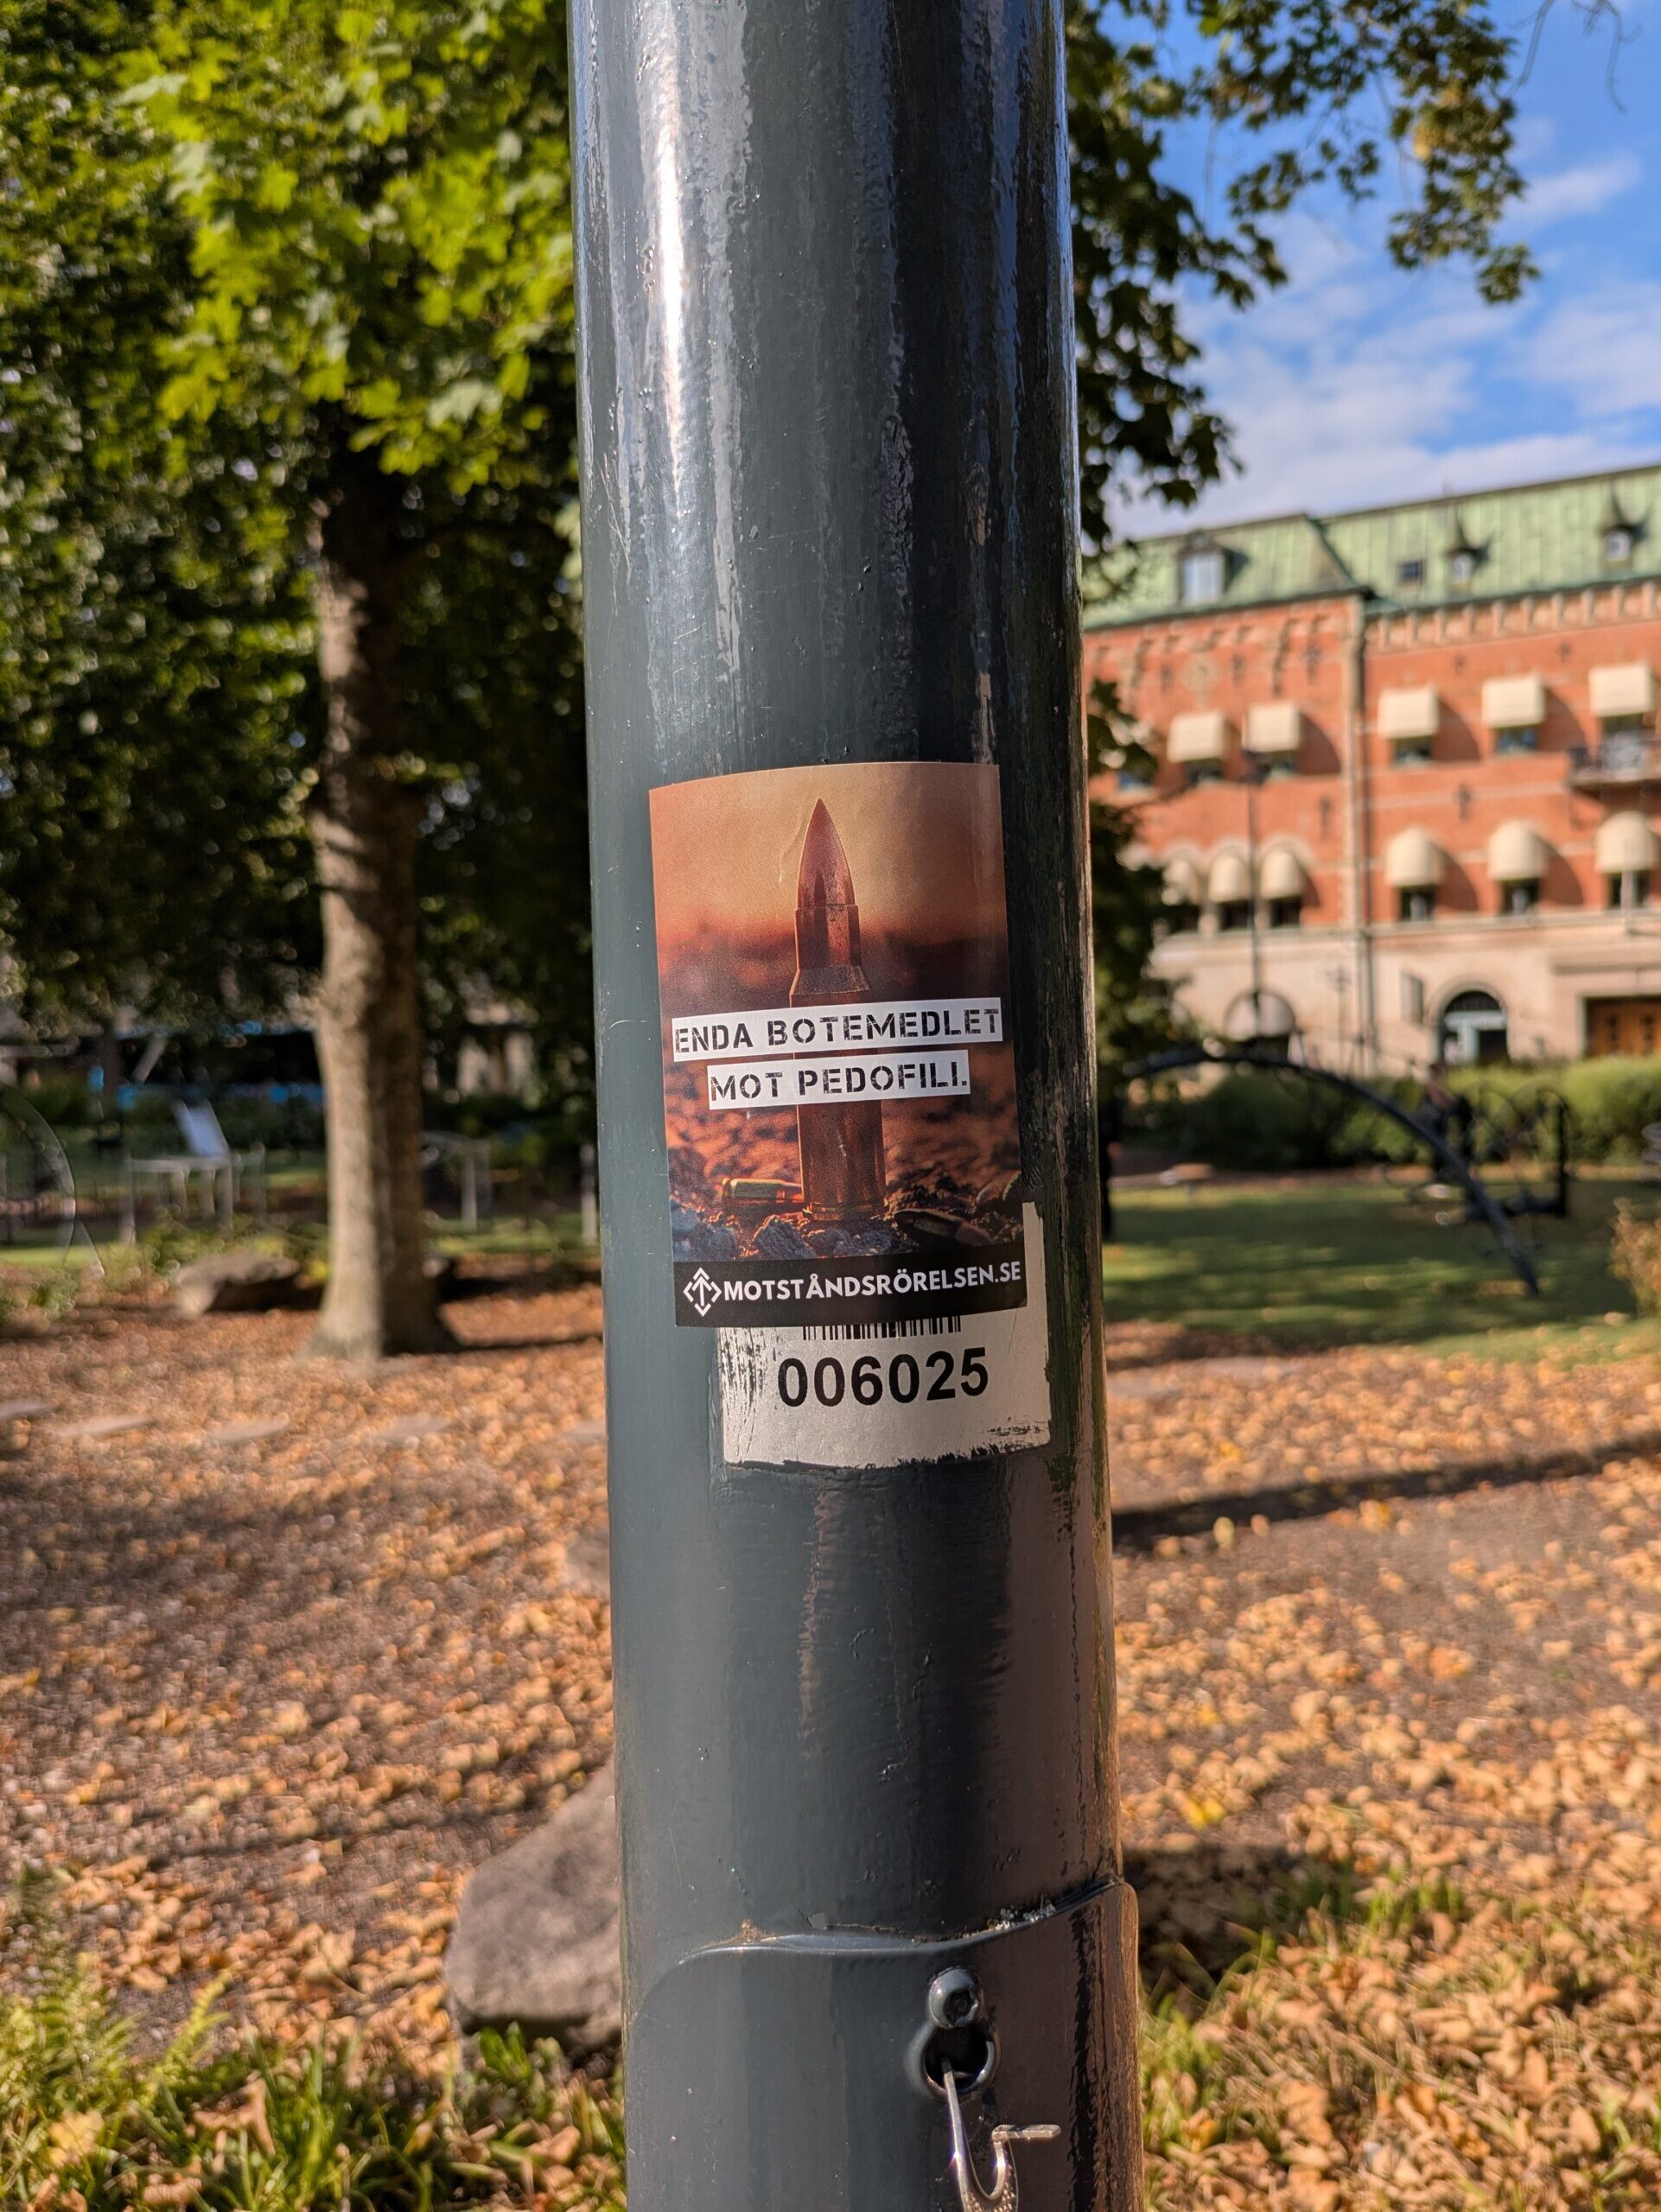 ENDA BOTEMEDLET
MOT PEDOFILI.
MOTSTÅNDSRÖRELSEN.SE
006025